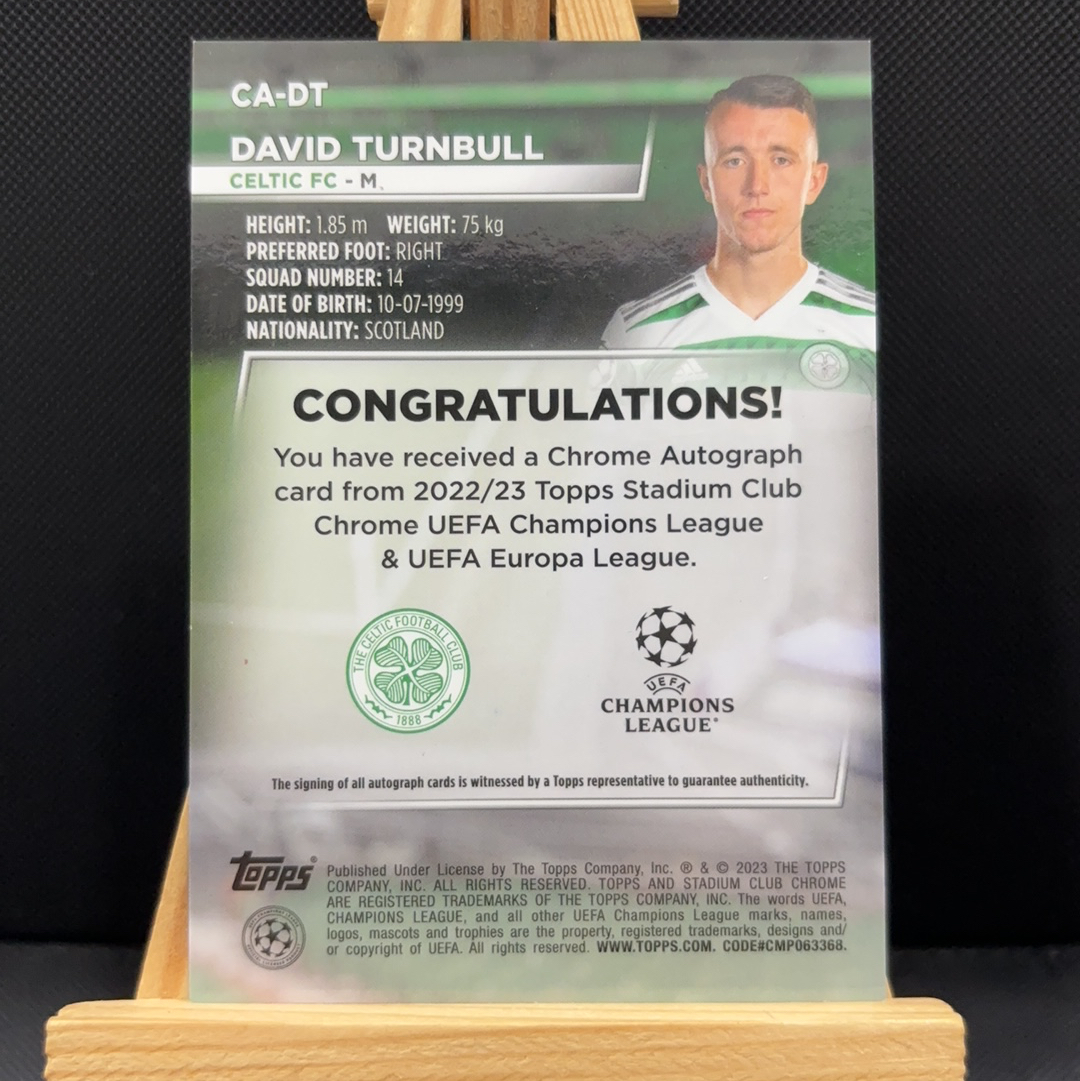 CA-DT
DAVID TURNBULL
CELTIC FC - M
HEIGHT: 1.85 m WEIGHT: 75 kg
PREFERRED FOOT: RIGHT
SQUAD NUMBER: 14
DATE OF BIRTH: 10-07-1999
NATIONALITY: SCOTLAND
CONGRATULATIONS!
You have received a Chrome Autograph
card from 2022/23 Topps Stadium Club
Chrome UEFA Champions League
& UEFA Europa League.
THE CELTIC FOOTBALL CLUB
1888
UEFA
CHAMPIONS
LEAGUE®
The signing of all autograph cards is witnessed by a Topps representative to guarantee authenticity.
topps®
Published Under License by The Topps Company, Inc. ® & © 2023 THE TOPPS
COMPANY, INC. ALL RIGHTS RESERVED. TOPPS AND STADIUM CLUB CHROME
ARE REGISTERED TRADEMARKS OF THE TOPPS COMPANY, INC. The words UEFA,
CHAMPIONS LEAGUE, and all other UEFA Champions League marks, names,
logos, mascots and trophies are the property, registered trademarks, designs and/
or copyright of UEFA. All rights reserved. WWW.TOPPS.COM. CODE#CMP063368.